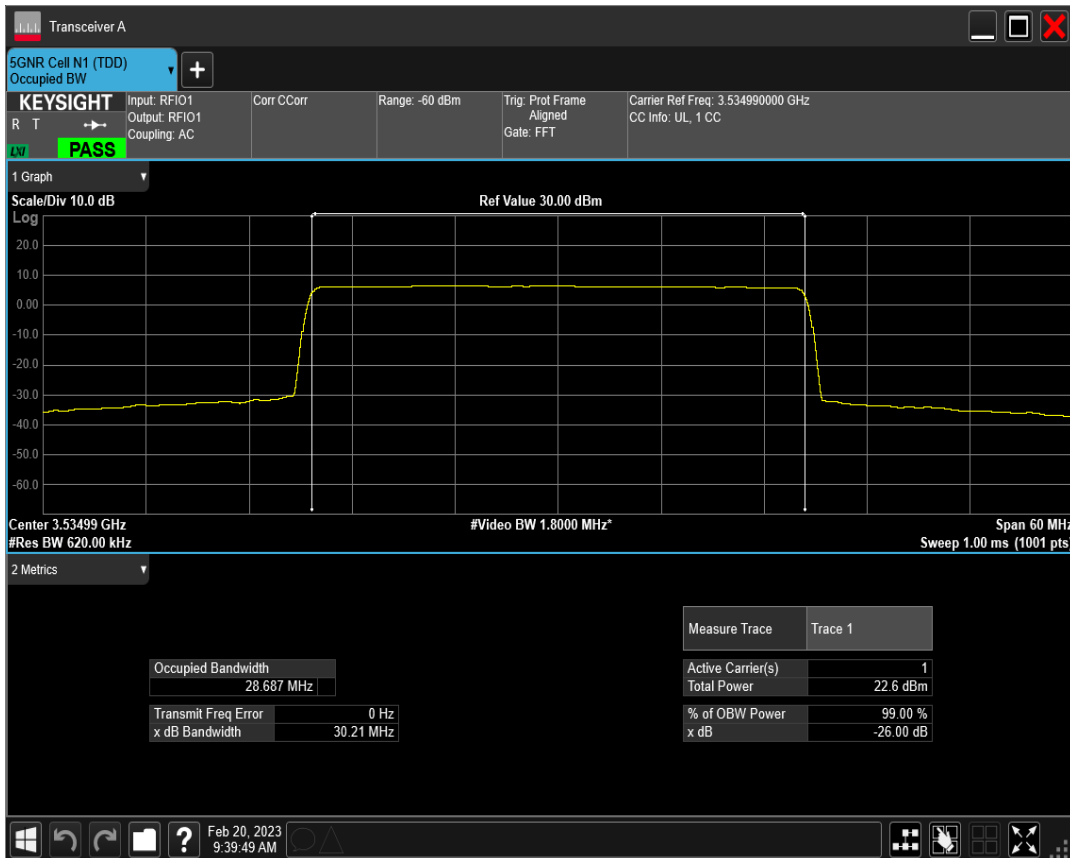 Transceiver A
5GNR Cell N1 (TDD)
Occupied BW
+
KEYSIGHT
R T
LXI
PASS
Input: RFIO1
Output: RFIO1
Coupling: AC
Corr CCorr
Range: -60 dBm
Trig: Prot Frame
Aligned
Gate: FFT
Carrier Ref Freq: 3.534990000 GHz
CC Info: UL, 1 CC
1 Graph
Scale/Div 10.0 dB
Ref Value 30.00 dBm
Log
20.0
10.0
0.00
-10.0
-20.0
-30.0
-40.0
-50.0
-60.0
Center 3.53499 GHz
#Video BW 1.8000 MHz*
Span 60 MHz
#Res BW 620.00 kHz
Sweep 1.00 ms (1001 pts)
2 Metrics
Measure Trace Trace 1
Occupied Bandwidth
28.687 MHz
Active Carrier(s) 1
Total Power 22.6 dBm
Transmit Freq Error 0 Hz
x dB Bandwidth 30.21 MHz
% of OBW Power 99.00 %
x dB -26.00 dB
?
Feb 20, 2023
9:39:49 AM